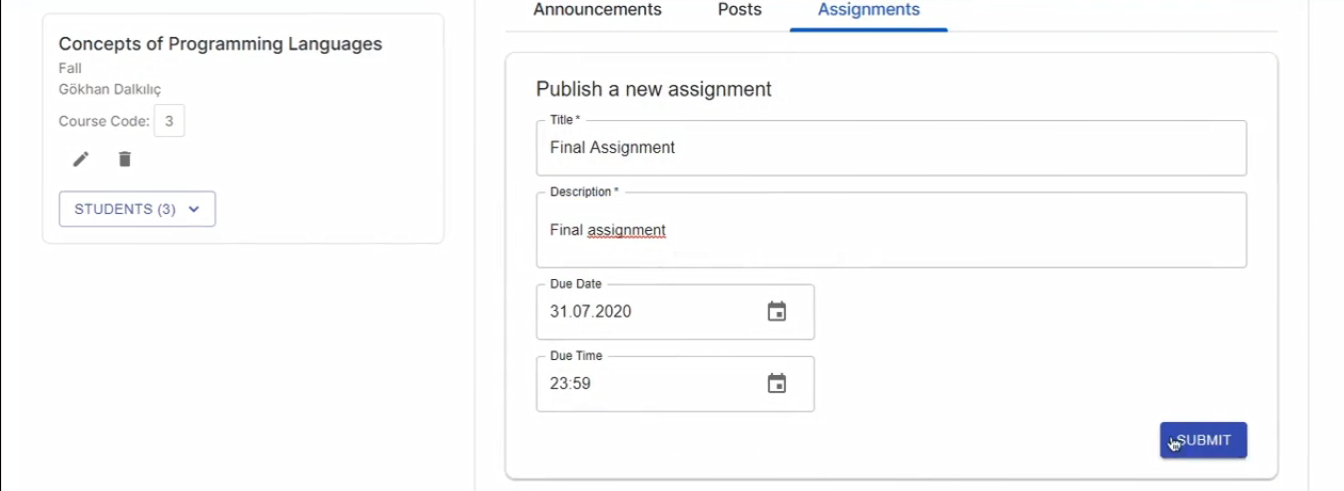 Concepts of Programming Languages
Fall
Gökhan Dalkılıç
Course Code: 3
STUDENTS (3)
Announcements Posts Assignments
Publish a new assignment
Title *
Final Assignment
Description *
Final assignment
Due Date
31.07.2020
Due Time
23:59
SUBMIT